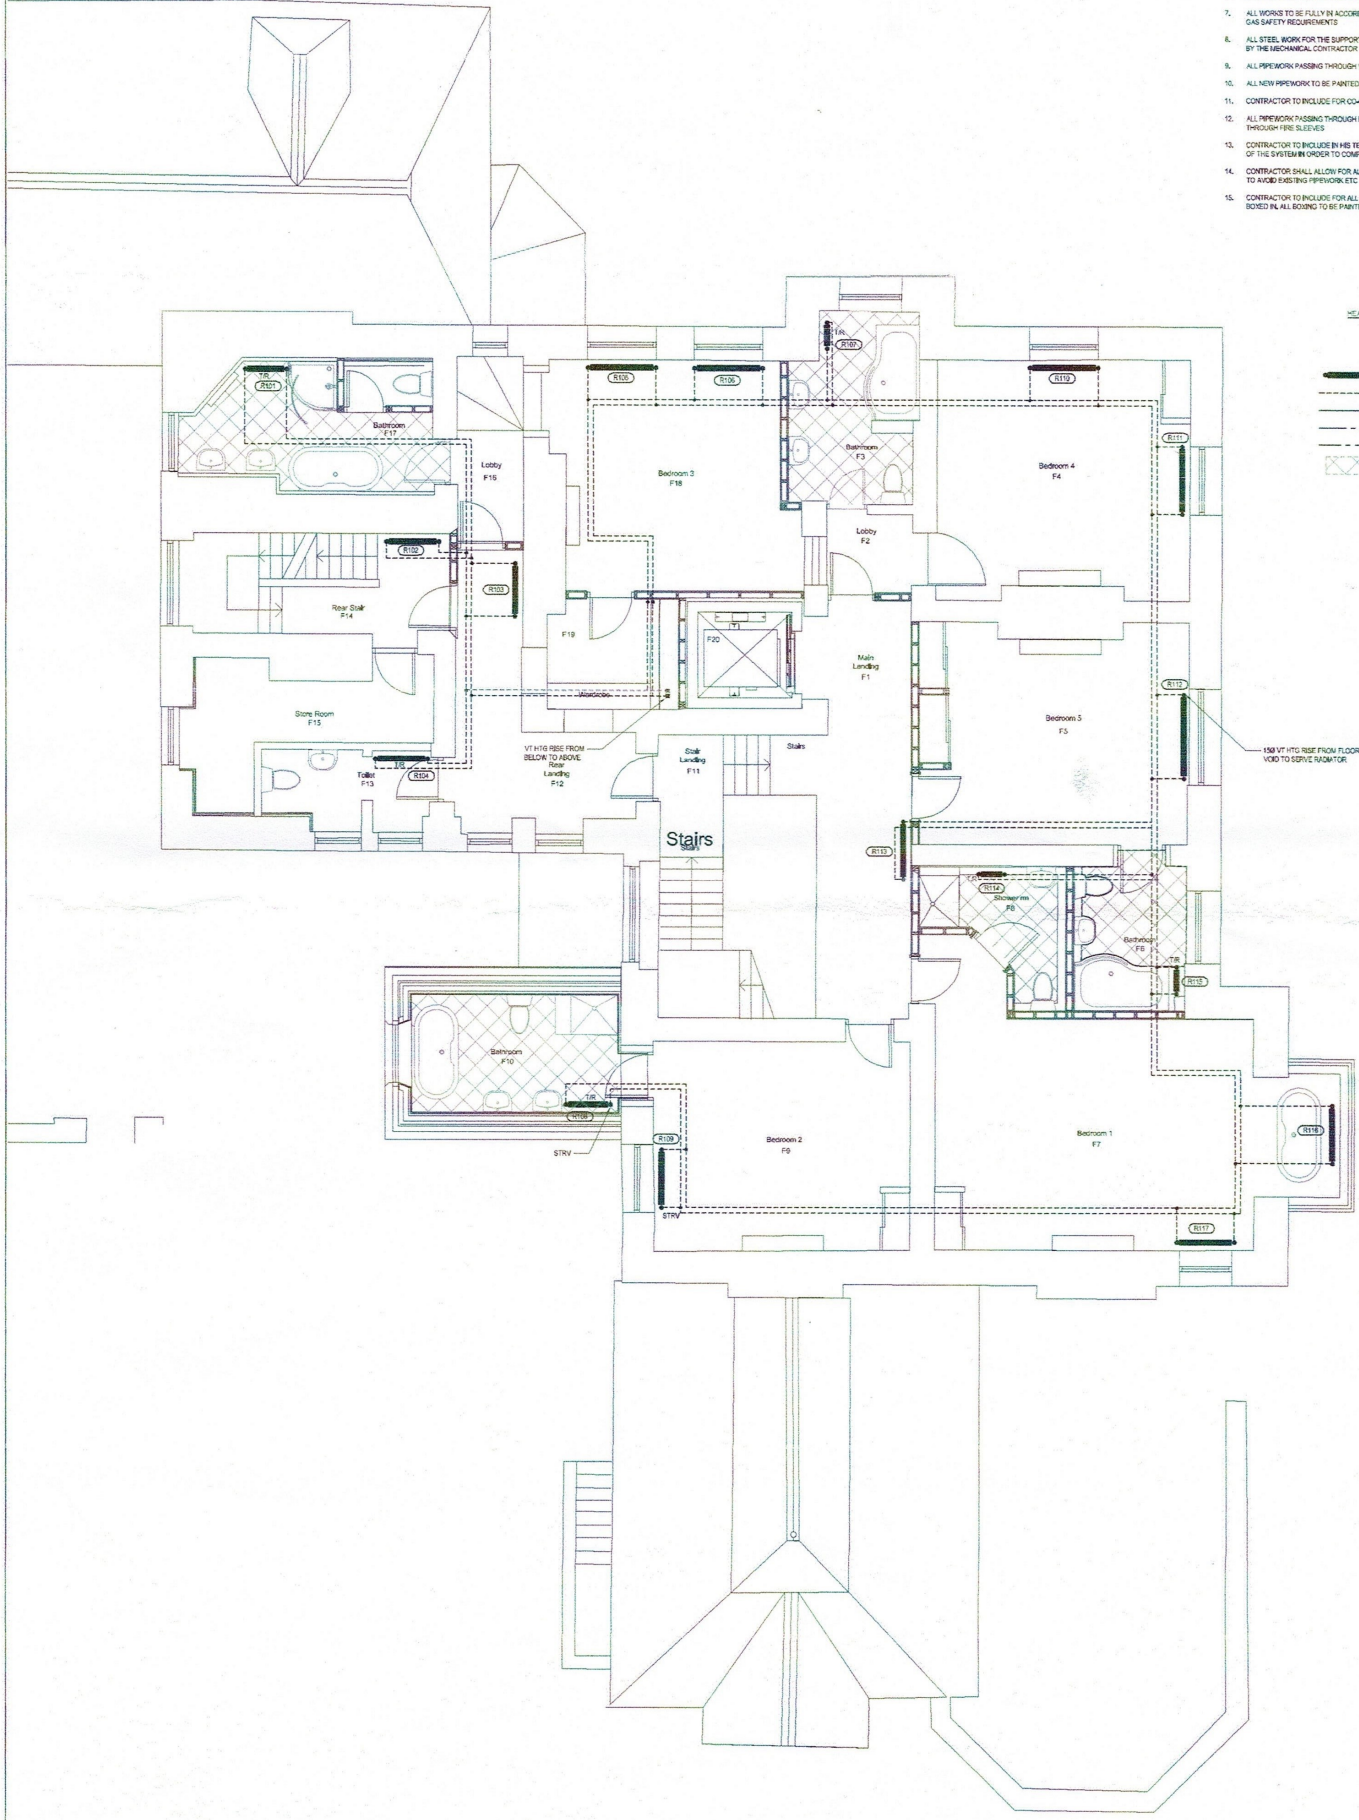 7. ALL WORKS TO BE FULLY IN ACCORD
GAS SAFETY REQUIREMENTS
8. ALL STEEL WORK FOR THE SUPPORT
BY THE MECHANICAL CONTRACTOR
9. ALL PIPEWORK PASSING THROUGH
10. ALL NEW PIPEWORK TO BE PAINTED
11. CONTRACTOR TO INCLUDE FOR CO-
12. ALL PIPEWORK PASSING THROUGH
THROUGH FIRE SLEEVES
13. CONTRACTOR TO INCLUDE IN HIS TE
OF THE SYSTEM IN ORDER TO COMP
14. CONTRACTOR SHALL ALLOW FOR AL
TO AVOID EXISTING PIPEWORK ETC
15. CONTRACTOR TO INCLUDE FOR ALL
BOXED IN, ALL BOXING TO BE PAINT
HEA
T/R
R107
T/R
R101
R105
R106
R110
Bathroom
F17
R111
Bathroom
F3
Lobby
F16
Bedroom 3
F18
Bedroom 4
F4
Lobby
F2
R102
R103
Rear Stair
F14
F19
F20
Main
Landing
F1
Wardrobe
R112
Store Room
F15
Bedroom 5
F5
VT HTG RISE FROM
BELOW TO ABOVE
Rear
Landing
F12
Stair
Landing
F11
Stairs
15Ø VT HTG RISE FROM FLOOR
VOID TO SERVE RADIATOR
T/R
R104
Toilet
F13
Stairs
Stairs
R113
T/R
R114
Shower rm
F8
Bathroom
F6
T/R
R115
Bathroom
F10
T/R
R108
STRV
R109
Bedroom 2
F9
Bedroom 1
F7
R116
STRV
R117